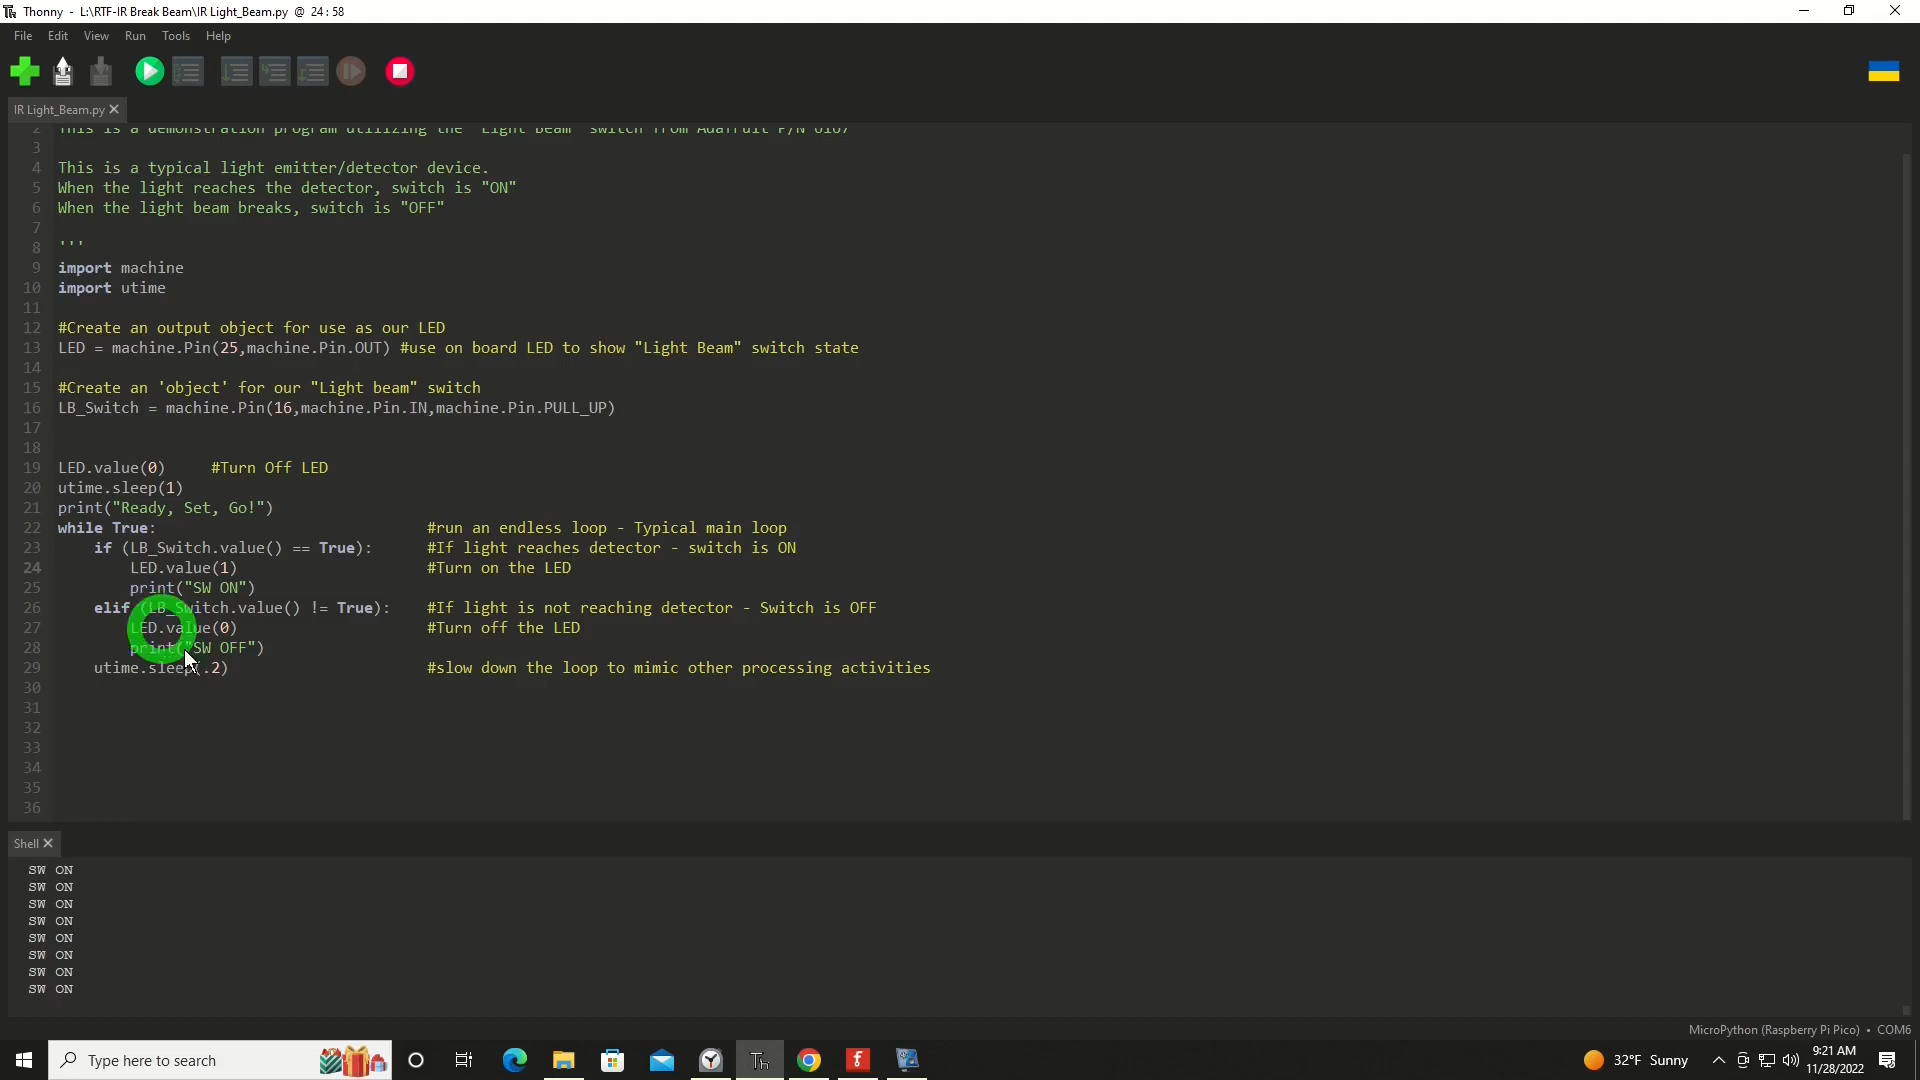 Thonny - L:\RTF-IR Break Beam\IR Light_Beam.py @ 24:58
File Edit View Run Tools Help
IR Light_Beam.py
2 This is a demonstration program utilizing the "Light Beam" switch from Adafruit P/N
3
4 This is a typical light emitter/detector device.
5 When the light reaches the detector, switch is "ON"
6 When the light beam breaks, switch is "OFF"
7
8 '''
9 import machine
10 import utime
11
12 #Create an output object for use as our LED
13 LED = machine.Pin(25,machine.Pin.OUT) #use on board LED to show "Light Beam" switch state
14
15 #Create an 'object' for our "Light beam" switch
16 LB_Switch = machine.Pin(16,machine.Pin.IN,machine.Pin.PULL_UP)
17
18
19 LED.value(0) #Turn Off LED
20 utime.sleep(1)
21 print("Ready, Set, Go!")
22 while True: #run an endless loop - Typical main loop
23 if (LB_Switch.value() == True): #If light reaches detector - switch is ON
24 LED.value(1) #Turn on the LED
25 print("SW ON")
26 elif (LB_Switch.value() != True): #If light is not reaching detector - Switch is OFF
27 LED.value(0) #Turn off the LED
28 print("SW OFF")
29 utime.sleep(.2) #slow down the loop to mimic other processing activities
30
31
32
33
34
35
36
Shell
SW ON
SW ON
SW ON
SW ON
SW ON
SW ON
SW ON
SW ON
MicroPython (Raspberry Pi Pico) • COM6
Type here to search
32°F Sunny
9:21 AM
11/28/2022